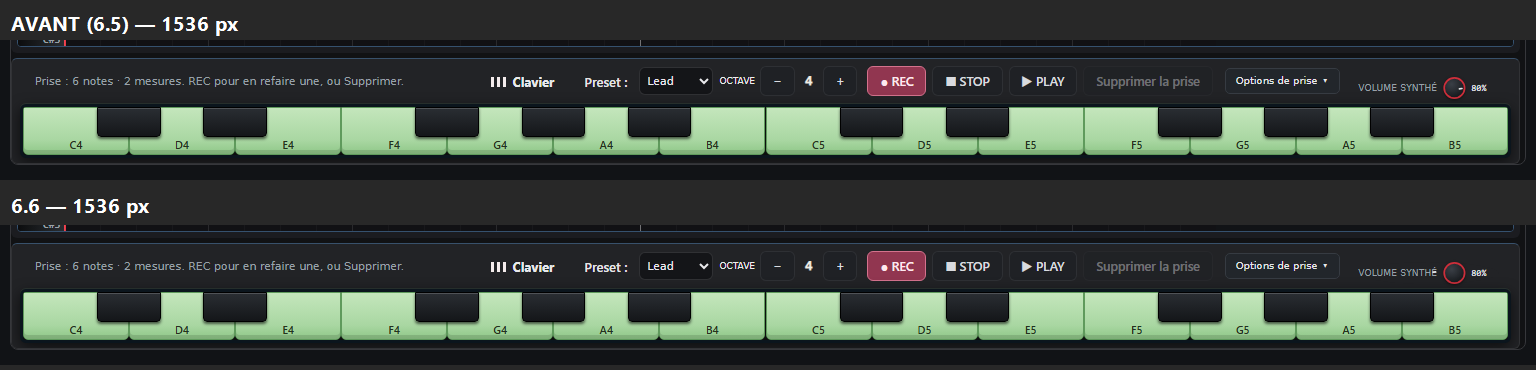 AVANT (6.5) — 1536 px
Prise : 6 notes · 2 mesures. REC pour en refaire une, ou Supprimer. Clavier Preset : Lead OCTAVE − 4 + ● REC ■ STOP ▶ PLAY Supprimer la prise Options de prise ▾ VOLUME SYNTHÉ 80%
C4 D4 E4 F4 G4 A4 B4 C5 D5 E5 F5 G5 A5 B5
6.6 — 1536 px
Prise : 6 notes · 2 mesures. REC pour en refaire une, ou Supprimer. Clavier Preset : Lead OCTAVE − 4 + ● REC ■ STOP ▶ PLAY Supprimer la prise Options de prise ▾ VOLUME SYNTHÉ 80%
C4 D4 E4 F4 G4 A4 B4 C5 D5 E5 F5 G5 A5 B5